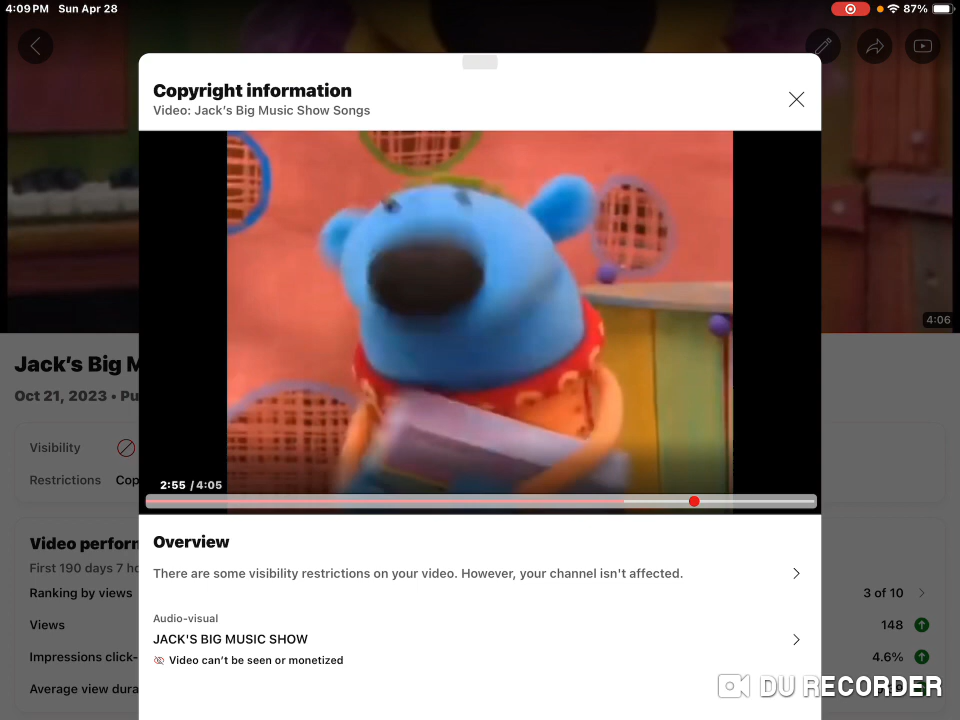 4:09 PM Sun Apr 28
87%
Copyright information
Video: Jack's Big Music Show Songs
4:06
2:55 / 4:05
Jack's Big M
Oct 21, 2023 • Pu
Visibility
Restrictions Cop
Overview
There are some visibility restrictions on your video. However, your channel isn't affected.
Video perforn
First 190 days 7 ho
Ranking by views 3 of 10
Audio-visual
Views 148
JACK'S BIG MUSIC SHOW
Video can't be seen or monetized
Impressions click- 4.6%
Average view dura
DU RECORDER